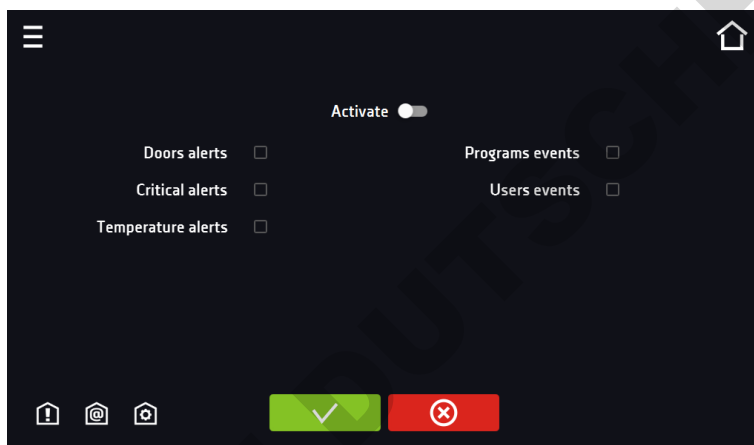 Activate
Doors alerts
Programs events
Critical alerts
Users events
Temperature alerts